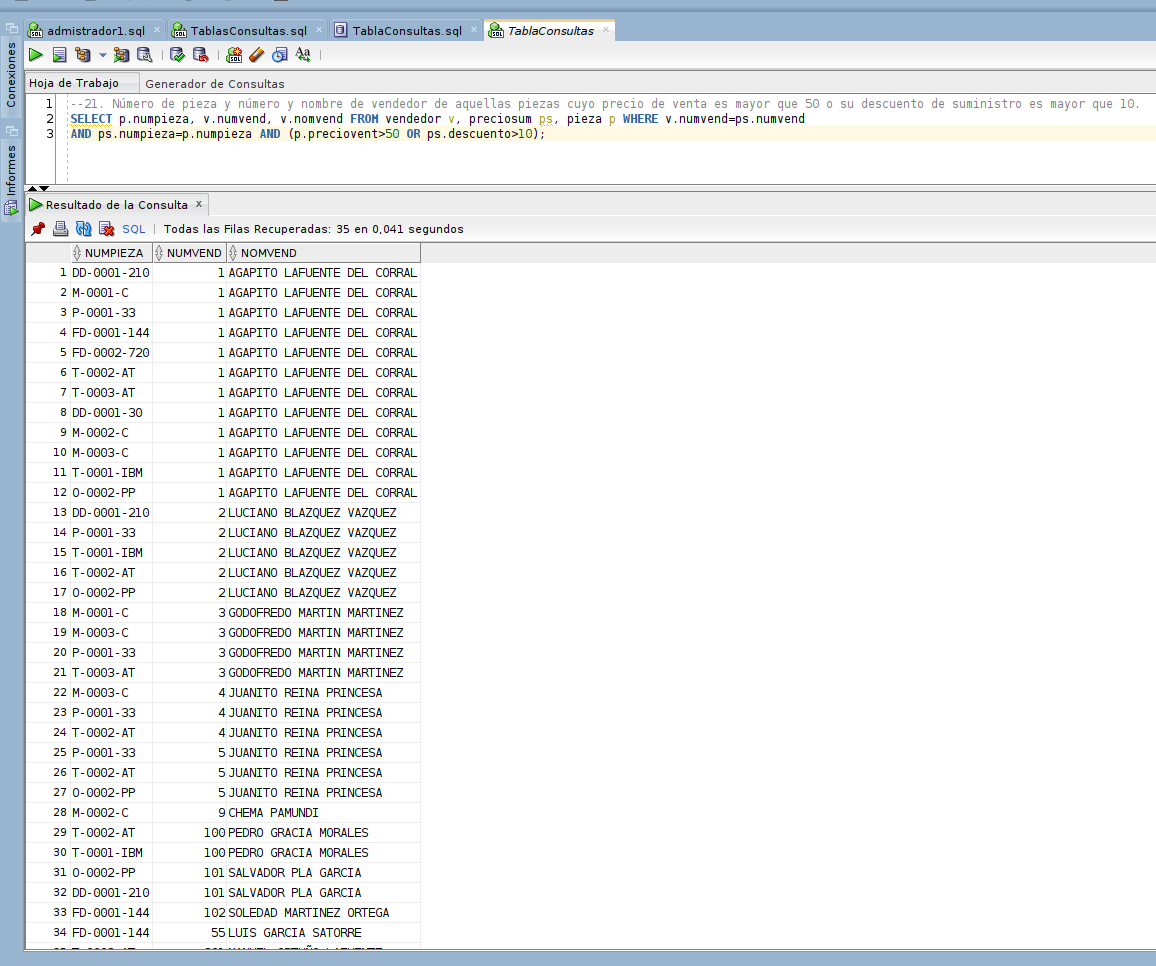 admistrador1.sql TablasConsultas.sql TablaConsultas.sql TablaConsultas
Conexiones
Informes
Hoja de Trabajo Generador de Consultas
1 --21. Número de pieza y número y nombre de vendedor de aquellas piezas cuyo precio de venta es mayor que 50 o su descuento de suministro es mayor que 10.
2 SELECT p.numpieza, v.numvend, v.nomvend FROM vendedor v, preciosum ps, pieza p WHERE v.numvend=ps.numvend
3 AND ps.numpieza=p.numpieza AND (p.preciovent>50 OR ps.descuento>10);
Resultado de la Consulta x
SQL | Todas las Filas Recuperadas: 35 en 0,041 segundos
NUMPIEZA NUMVEND NOMVEND
1 DD-0001-210 1 AGAPITO LAFUENTE DEL CORRAL
2 M-0001-C 1 AGAPITO LAFUENTE DEL CORRAL
3 P-0001-33 1 AGAPITO LAFUENTE DEL CORRAL
4 FD-0001-144 1 AGAPITO LAFUENTE DEL CORRAL
5 FD-0002-720 1 AGAPITO LAFUENTE DEL CORRAL
6 T-0002-AT 1 AGAPITO LAFUENTE DEL CORRAL
7 T-0003-AT 1 AGAPITO LAFUENTE DEL CORRAL
8 DD-0001-30 1 AGAPITO LAFUENTE DEL CORRAL
9 M-0002-C 1 AGAPITO LAFUENTE DEL CORRAL
10 M-0003-C 1 AGAPITO LAFUENTE DEL CORRAL
11 T-0001-IBM 1 AGAPITO LAFUENTE DEL CORRAL
12 O-0002-PP 1 AGAPITO LAFUENTE DEL CORRAL
13 DD-0001-210 2 LUCIANO BLAZQUEZ VAZQUEZ
14 P-0001-33 2 LUCIANO BLAZQUEZ VAZQUEZ
15 T-0001-IBM 2 LUCIANO BLAZQUEZ VAZQUEZ
16 T-0002-AT 2 LUCIANO BLAZQUEZ VAZQUEZ
17 O-0002-PP 2 LUCIANO BLAZQUEZ VAZQUEZ
18 M-0001-C 3 GODOFREDO MARTIN MARTINEZ
19 M-0003-C 3 GODOFREDO MARTIN MARTINEZ
20 P-0001-33 3 GODOFREDO MARTIN MARTINEZ
21 T-0003-AT 3 GODOFREDO MARTIN MARTINEZ
22 M-0003-C 4 JUANITO REINA PRINCESA
23 P-0001-33 4 JUANITO REINA PRINCESA
24 T-0002-AT 4 JUANITO REINA PRINCESA
25 P-0001-33 5 JUANITO REINA PRINCESA
26 T-0002-AT 5 JUANITO REINA PRINCESA
27 O-0002-PP 5 JUANITO REINA PRINCESA
28 M-0002-C 9 CHEMA PAMUNDI
29 T-0002-AT 100 PEDRO GRACIA MORALES
30 T-0001-IBM 100 PEDRO GRACIA MORALES
31 O-0002-PP 101 SALVADOR PLA GARCIA
32 DD-0001-210 101 SALVADOR PLA GARCIA
33 FD-0001-144 102 SOLEDAD MARTINEZ ORTEGA
34 FD-0001-144 55 LUIS GARCIA SATORRE